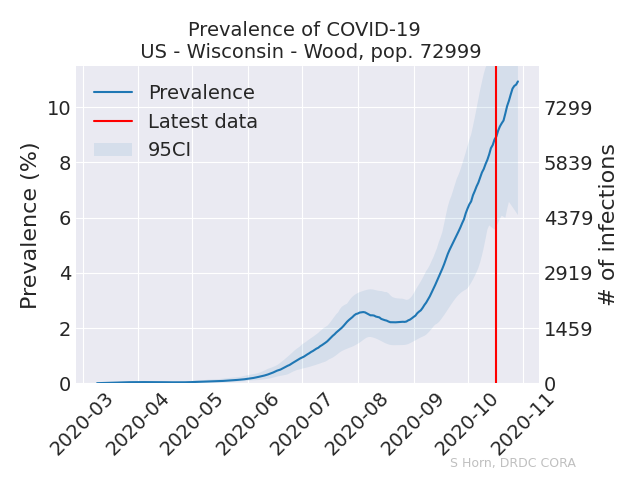 Prevalence of COVID-19
US - Wisconsin - Wood, pop. 72999
Prevalence
Latest data
95CI
Prevalence (%)
10
8
6
4
2
0
7299
5839
4379
2919
1459
0
# of infections
2020-03
2020-04
2020-05
2020-06
2020-07
2020-08
2020-09
2020-10
2020-11
S Horn, DRDC CORA